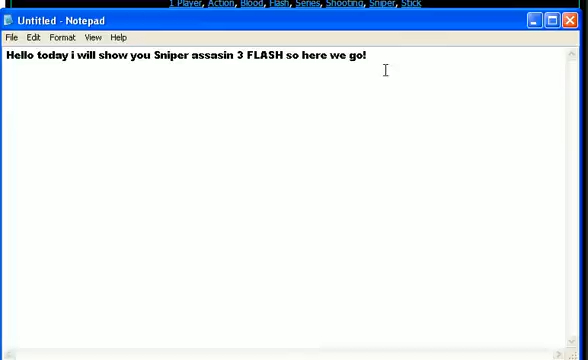 1 Player, Action, Blood, Flash, Series, Shooting, Sniper, Stick
Untitled - Notepad
File Edit Format View Help
Hello today i will show you Sniper assasin 3 FLASH so here we go!